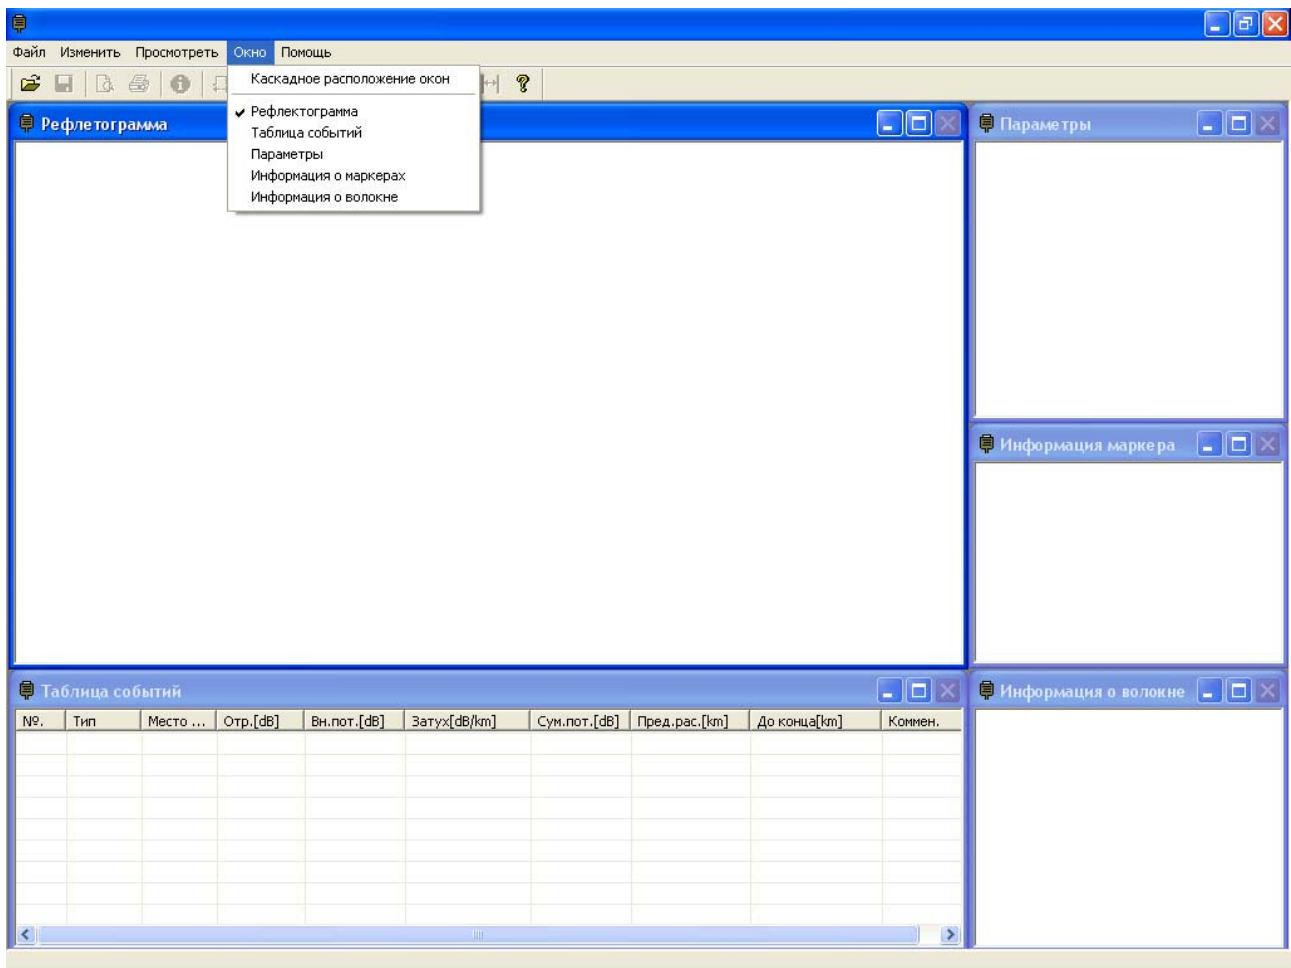 Файл Изменить Просмотреть Окно Помощь
Каскадное расположение окон
Рефлектограмма
Таблица событий
Параметры
Информация о маркерах
Информация о волокне
Рефлетограмма
Параметры
Информация маркера
Таблица событий
№. Тип Место ... Отр.[dB] Вн.пот.[dB] Затух[dB/km] Сум.пот.[dB] Пред.рас.[km] До конца[km] Коммен.
Информация о волокне